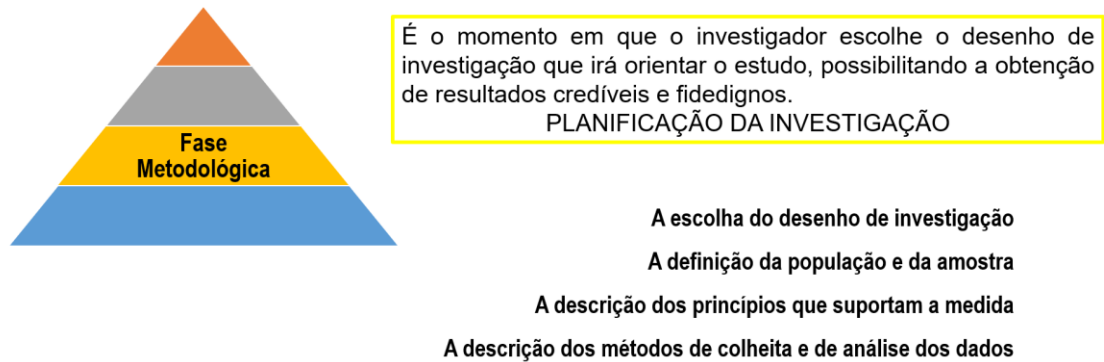 É o momento em que o investigador escolhe o desenho de
investigação que irá orientar o estudo, possibilitando a obtenção
de resultados credíveis e fidedignos.
PLANIFICAÇÃO DA INVESTIGAÇÃO
Fase
Metodológica
A escolha do desenho de investigação
A definição da população e da amostra
A descrição dos princípios que suportam a medida
A descrição dos métodos de colheita e de análise dos dados